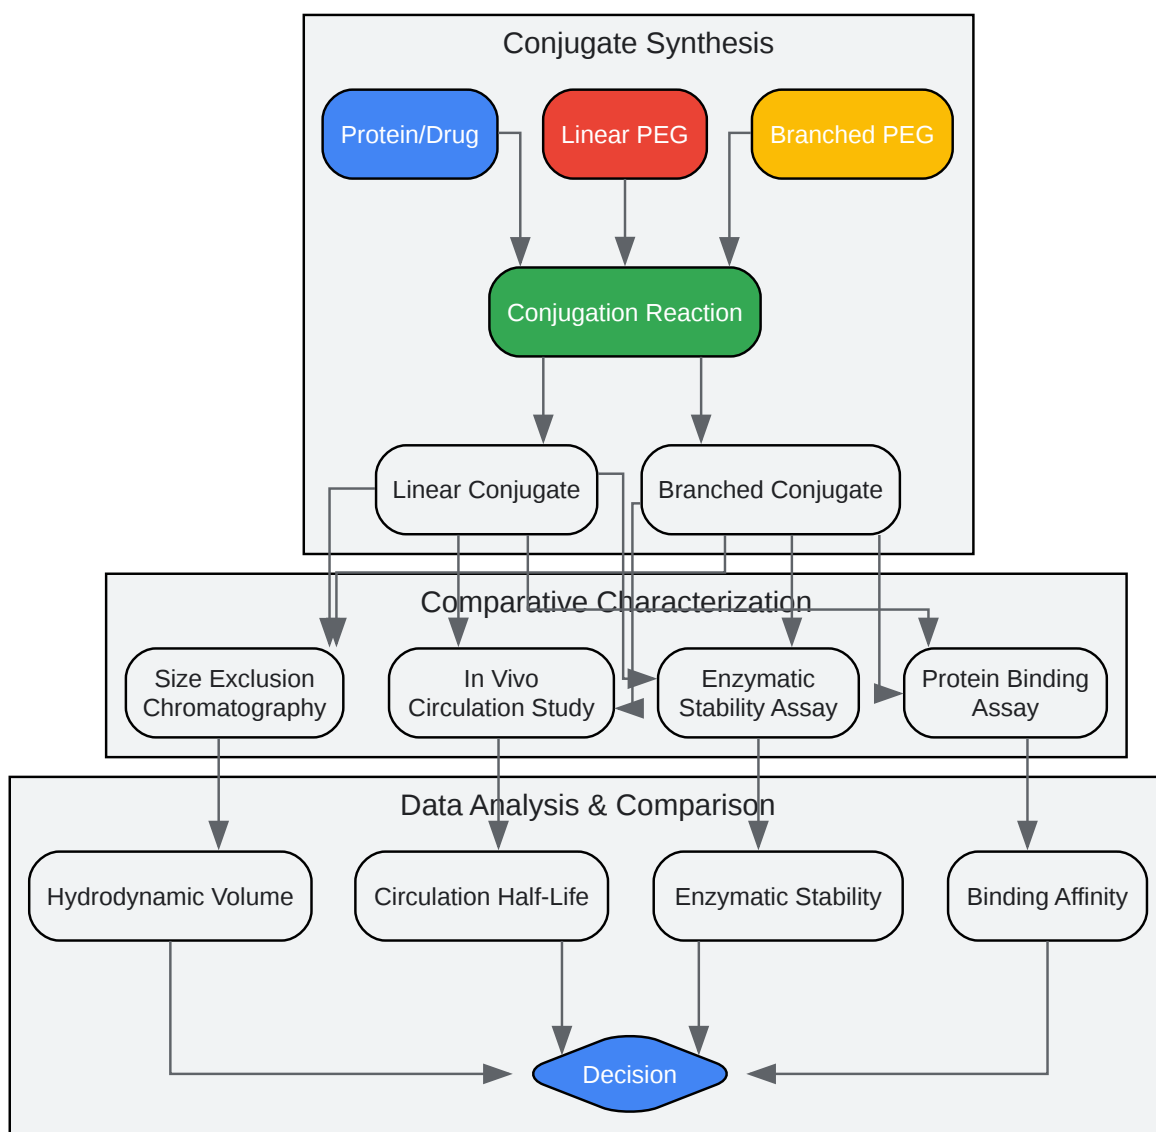 Conjugate Synthesis
Protein/Drug
Linear PEG
Branched PEG
Conjugation Reaction
Linear Conjugate
Branched Conjugate
Comparative Characterization
Size Exclusion
Chromatography
In Vivo
Circulation Study
Enzymatic
Stability Assay
Protein Binding
Assay
Data Analysis & Comparison
Hydrodynamic Volume
Circulation Half-Life
Enzymatic Stability
Binding Affinity
Decision